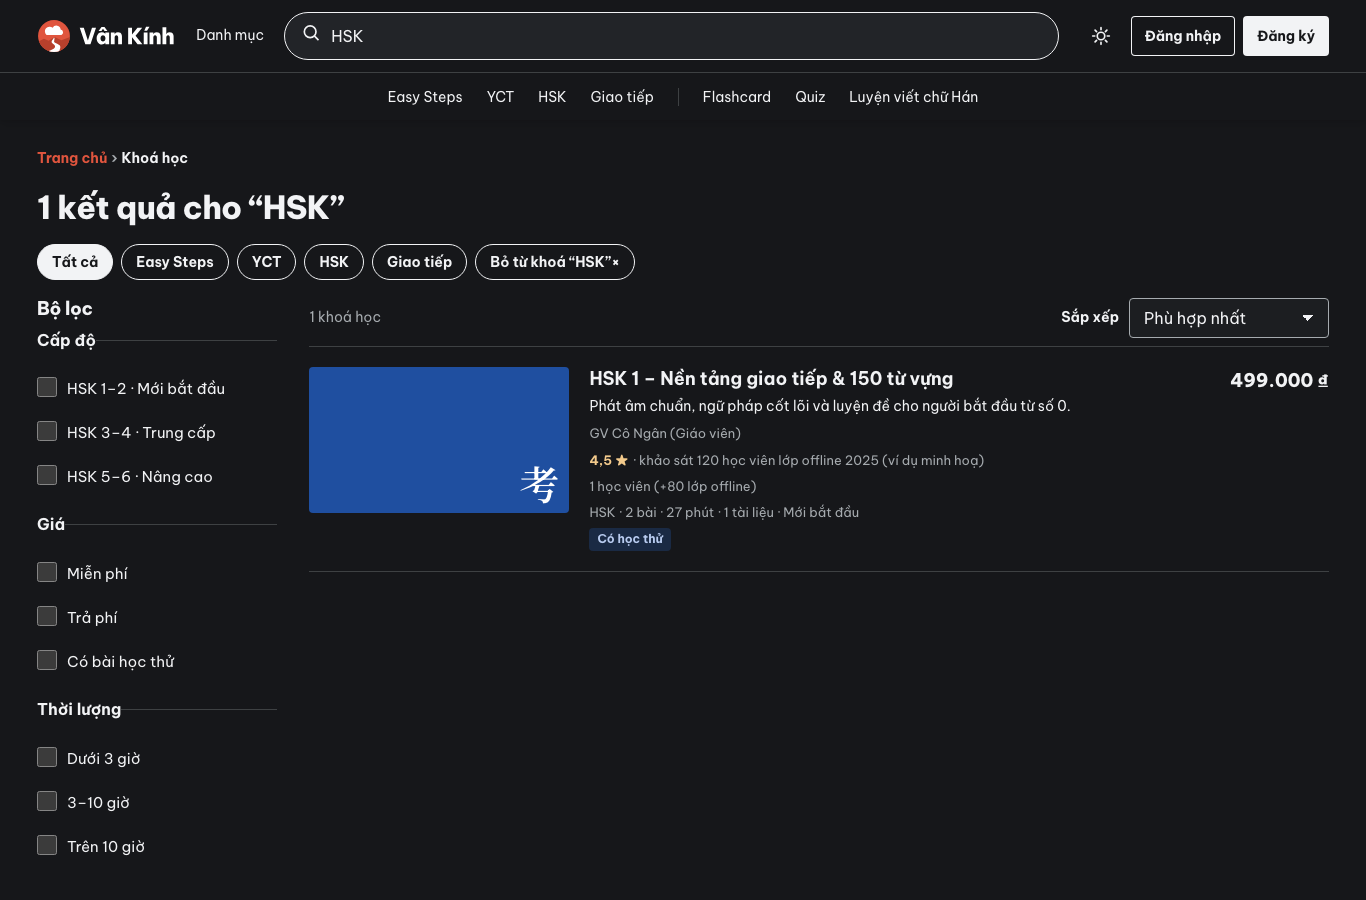 Vân Kính
Danh mục
HSK
Đăng nhập
Đăng ký
Easy Steps
YCT
HSK
Giao tiếp
Flashcard
Quiz
Luyện viết chữ Hán
Trang chủ › Khoá học
1 kết quả cho “HSK”
Tất cả
Easy Steps
YCT
HSK
Giao tiếp
Bỏ từ khoá “HSK”×
Bộ lọc
Cấp độ
HSK 1–2 · Mới bắt đầu
HSK 3–4 · Trung cấp
HSK 5–6 · Nâng cao
Giá
Miễn phí
Trả phí
Có bài học thử
Thời lượng
Dưới 3 giờ
3–10 giờ
Trên 10 giờ
1 khoá học
Sắp xếp
Phù hợp nhất
考
HSK 1 – Nền tảng giao tiếp & 150 từ vựng
499.000 ₫
Phát âm chuẩn, ngữ pháp cốt lõi và luyện đề cho người bắt đầu từ số 0.
GV Cô Ngân (Giáo viên)
4,5 ★ · khảo sát 120 học viên lớp offline 2025 (ví dụ minh hoạ)
1 học viên (+80 lớp offline)
HSK · 2 bài · 27 phút · 1 tài liệu · Mới bắt đầu
Có học thử